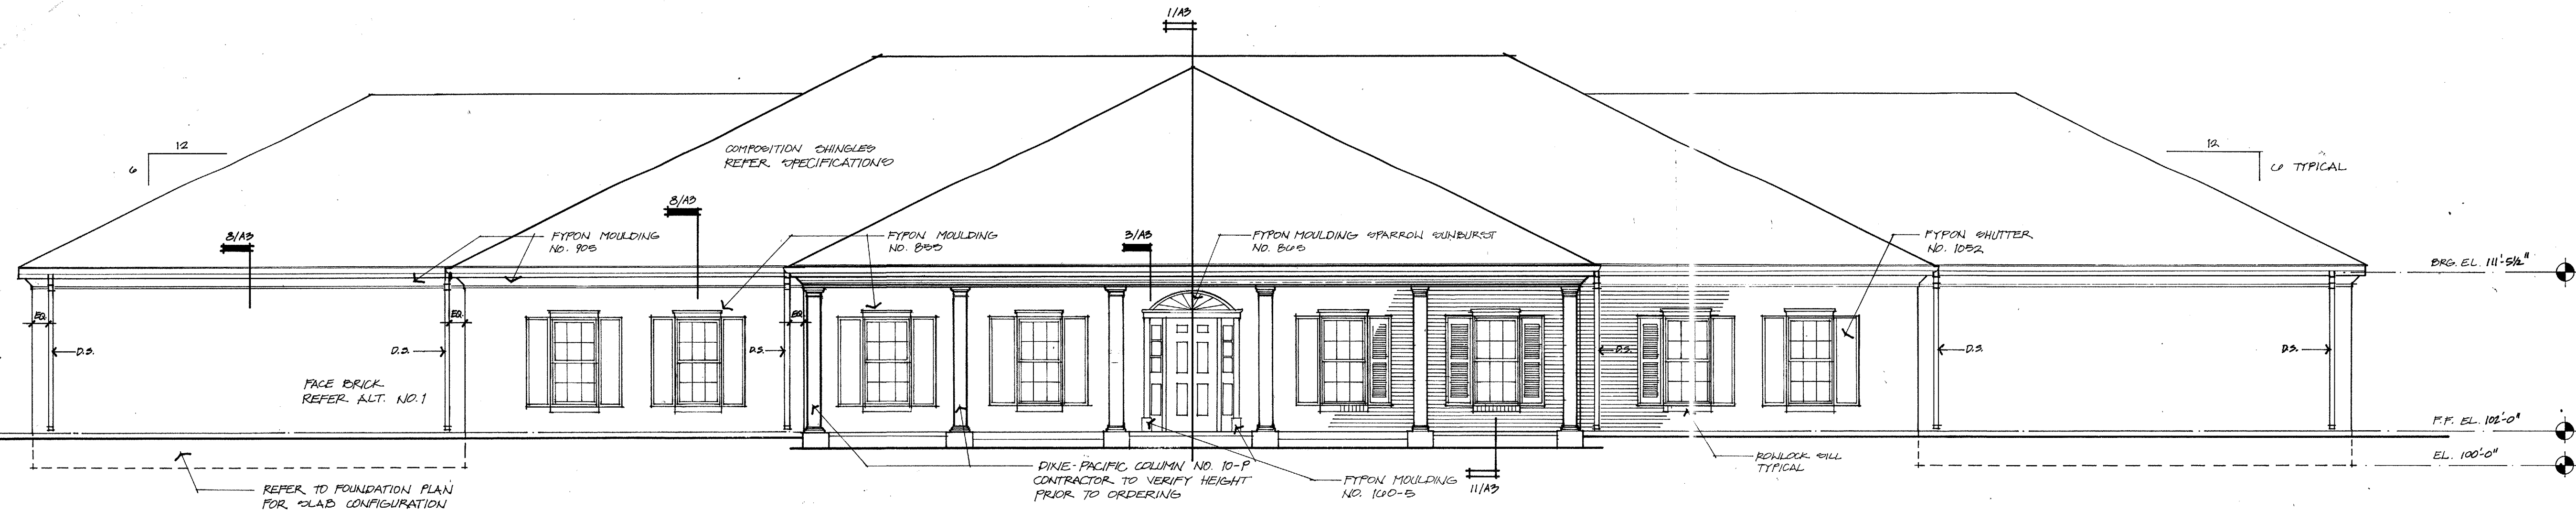 1/A3
12
6
COMPOSITION SHINGLES
REFER SPECIFICATIONS
12
6 TYPICAL
8/A3
8/A3
3/A3
FYPON MOULDING
NO. 905
FYPON MOULDING
NO. 855
FYPON MOULDING SPARROW SUNBURST
NO. 865
FYPON SHUTTER
NO. 1052
BRG. EL. 111'-5 1/2"
EQ.
EQ.
EQ.
D.S.
D.S.
D.S.
D.S.
D.S.
D.S.
FACE BRICK
REFER ALT. NO. 1
F.F. EL. 102'-0"
EL. 100'-0"
REFER TO FOUNDATION PLAN
FOR SLAB CONFIGURATION
DIXIE-PACIFIC COLUMN NO. 10-P
CONTRACTOR TO VERIFY HEIGHT
PRIOR TO ORDERING
FYPON MOULDING
NO. 160-5
11/A3
ROWLOCK SILL
TYPICAL